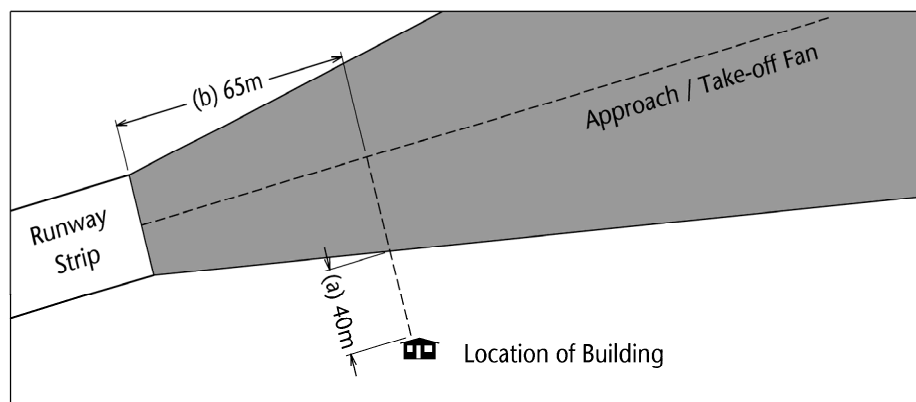 (b) 65m
Approach / Take-off Fan
Runway
Strip
(a) 40m
Location of Building